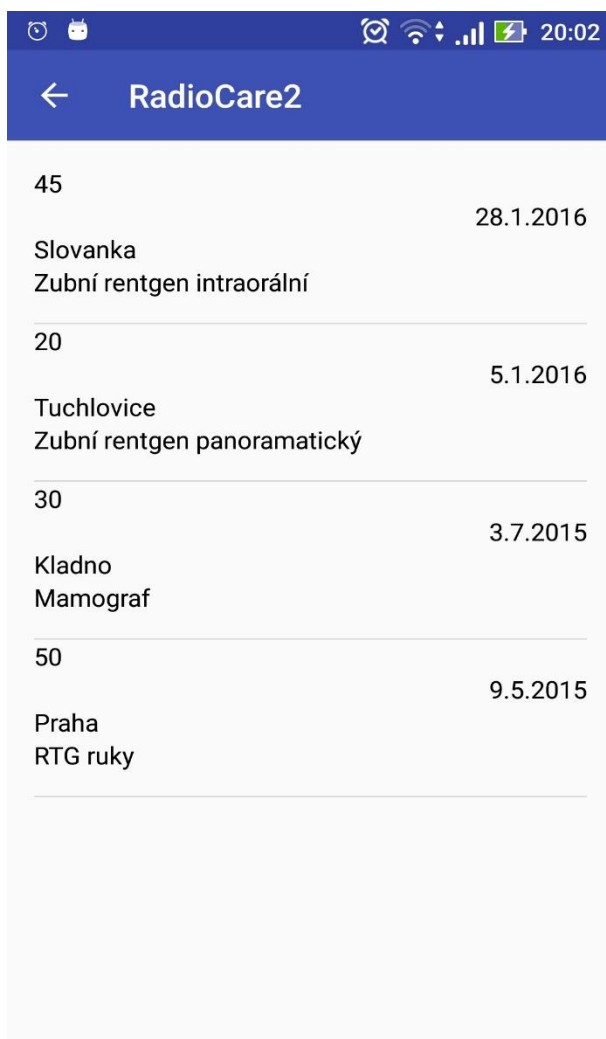 20:02
RadioCare2
45
28.1.2016
Slovanka
Zubní rentgen intraorální
20
5.1.2016
Tuchlovice
Zubní rentgen panoramatický
30
3.7.2015
Kladno
Mamograf
50
9.5.2015
Praha
RTG ruky